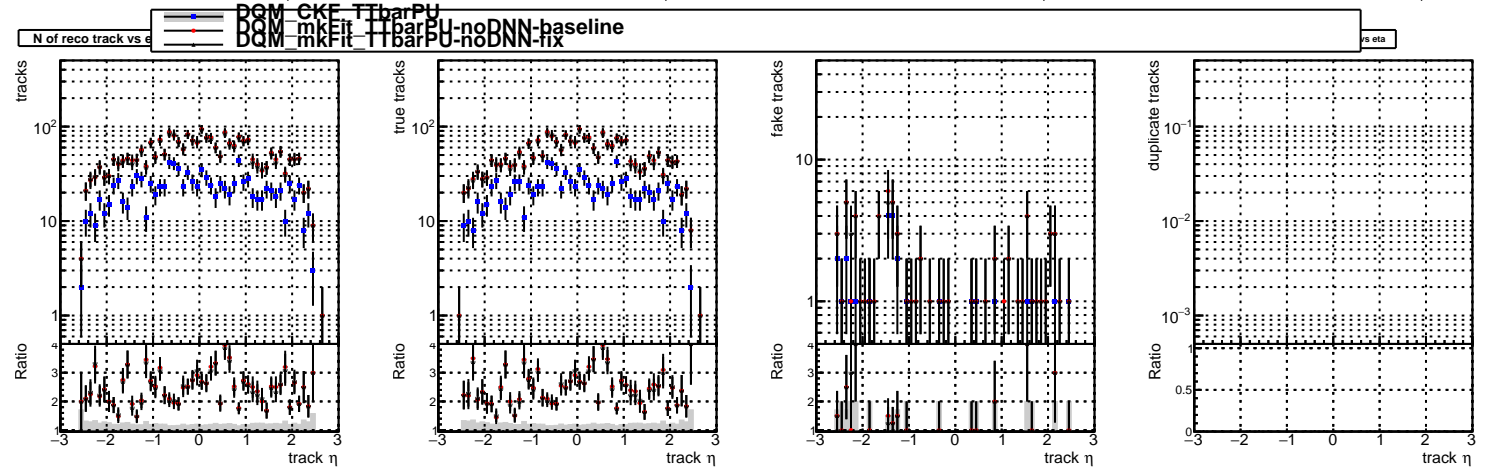 DQM_CKF_TTbarPU
DQM_mkFit_TTbarPU-noDNN-baseline
DQM_mkFit_TTbarPU-noDNN-fix
N of reco track vs e
vs eta
tracks
10²
10
1
Ratio
4
3
2
1
−3 −2 −1 0 1 2 3
track η
true tracks
10²
10
1
Ratio
4
3
2
1
−3 −2 −1 0 1 2 3
track η
fake tracks
10
1
Ratio
4
3
2
1
−3 −2 −1 0 1 2 3
track η
duplicate tracks
10⁻¹
10⁻²
10⁻³
Ratio
1
0.5
0
−3 −2 −1 0 1 2 3
track η